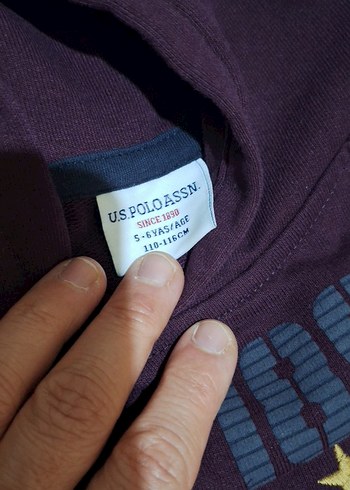 U.S. POLO ASSN.
SINCE 1890
5-6YAS/AGE
110-116CM